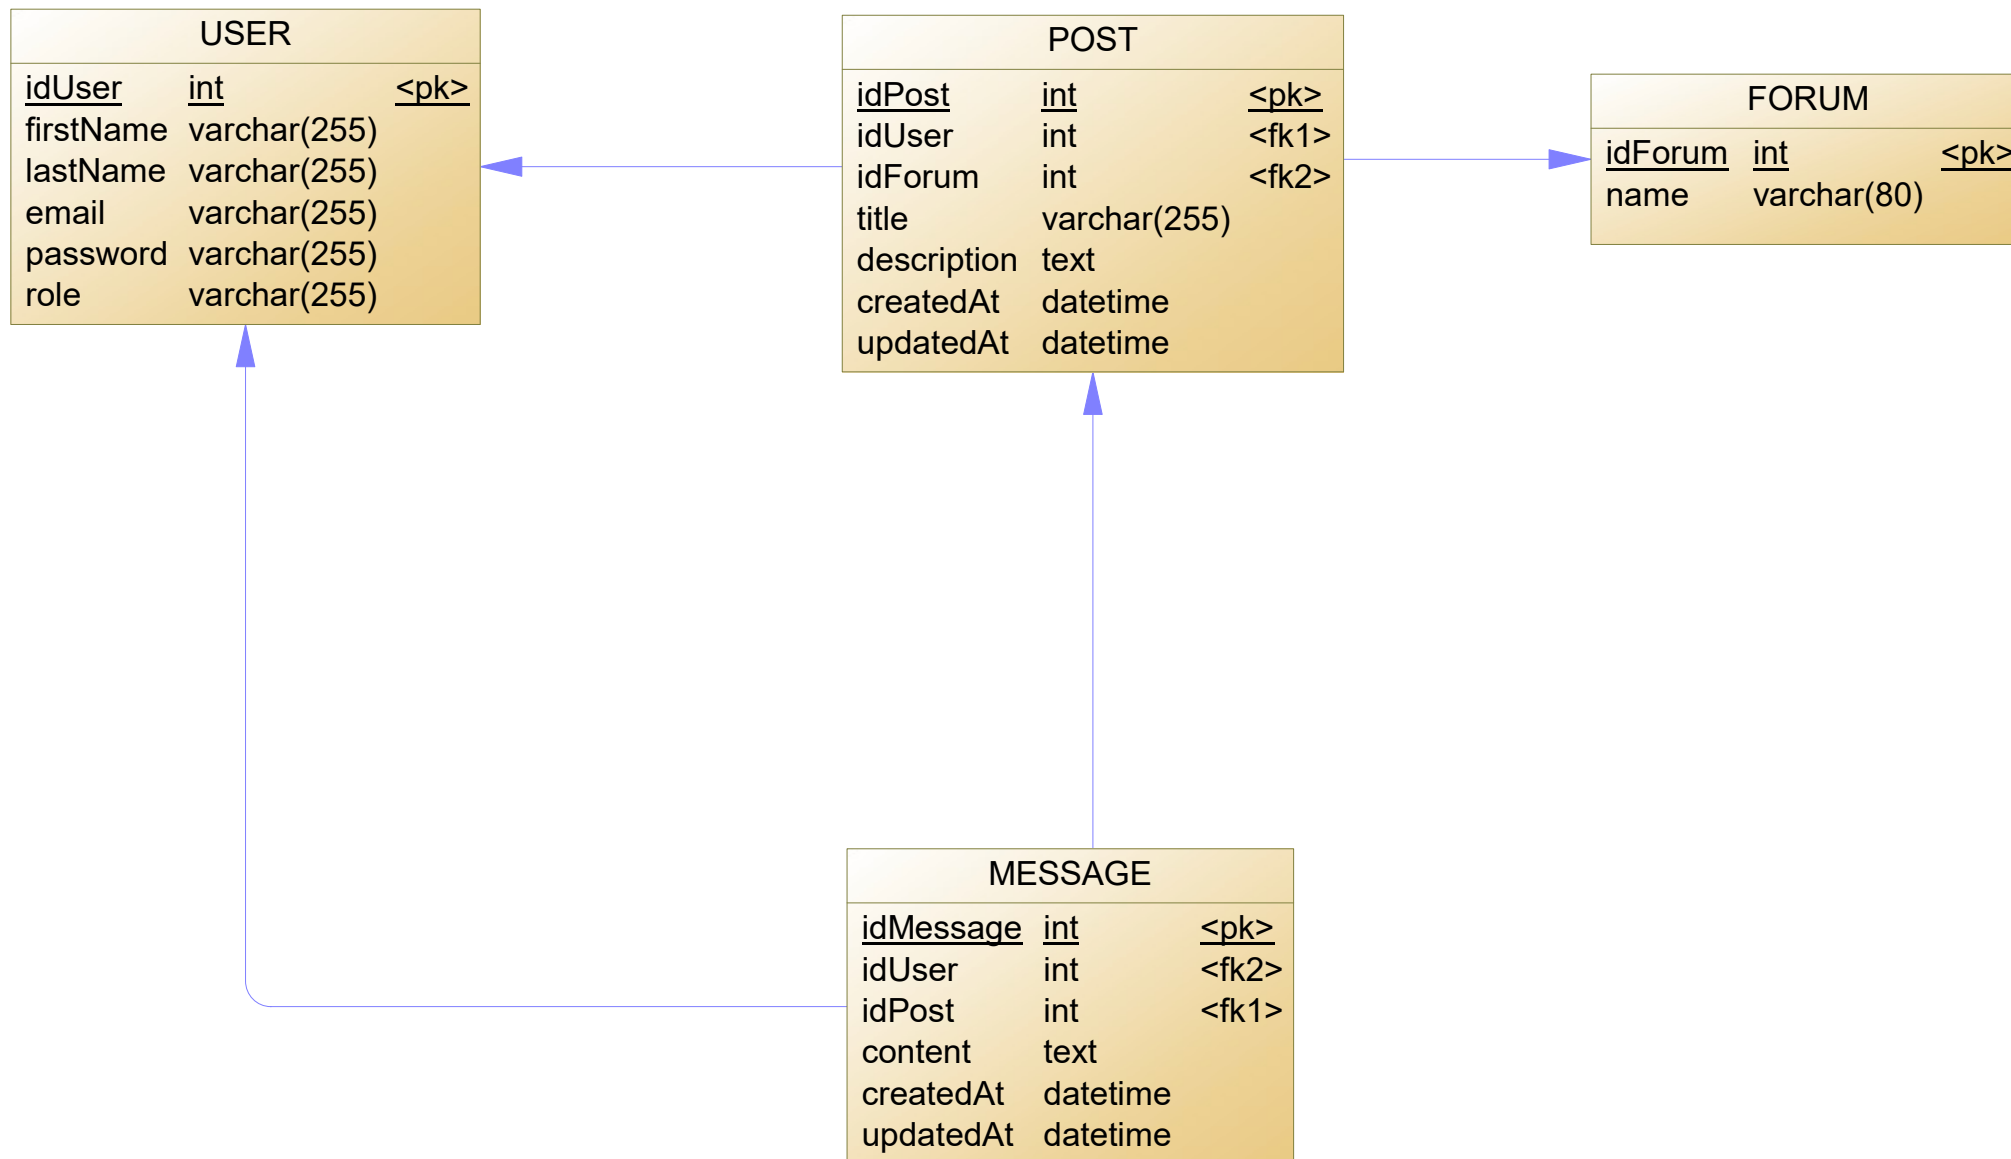 USER
idUser int <pk>
firstName varchar(255)
lastName varchar(255)
email varchar(255)
password varchar(255)
role varchar(255)
POST
idPost int <pk>
idUser int <fk1>
idForum int <fk2>
title varchar(255)
description text
createdAt datetime
updatedAt datetime
FORUM
idForum int <pk>
name varchar(80)
MESSAGE
idMessage int <pk>
idUser int <fk2>
idPost int <fk1>
content text
createdAt datetime
updatedAt datetime